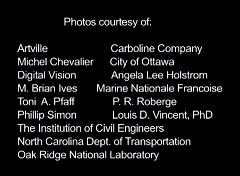 Photos courtesy of:
Artville Carboline Company
Michel Chevalier City of Ottawa
Digital Vision Angela Lee Holstrom
M. Brian Ives Marine Nationale Francoise
Toni A. Pfaff P. R. Roberge
Phillip Simon Louis D. Vincent, PhD
The Institution of Civil Engineers
North Carolina Dept. of Transportation
Oak Ridge National Laboratory